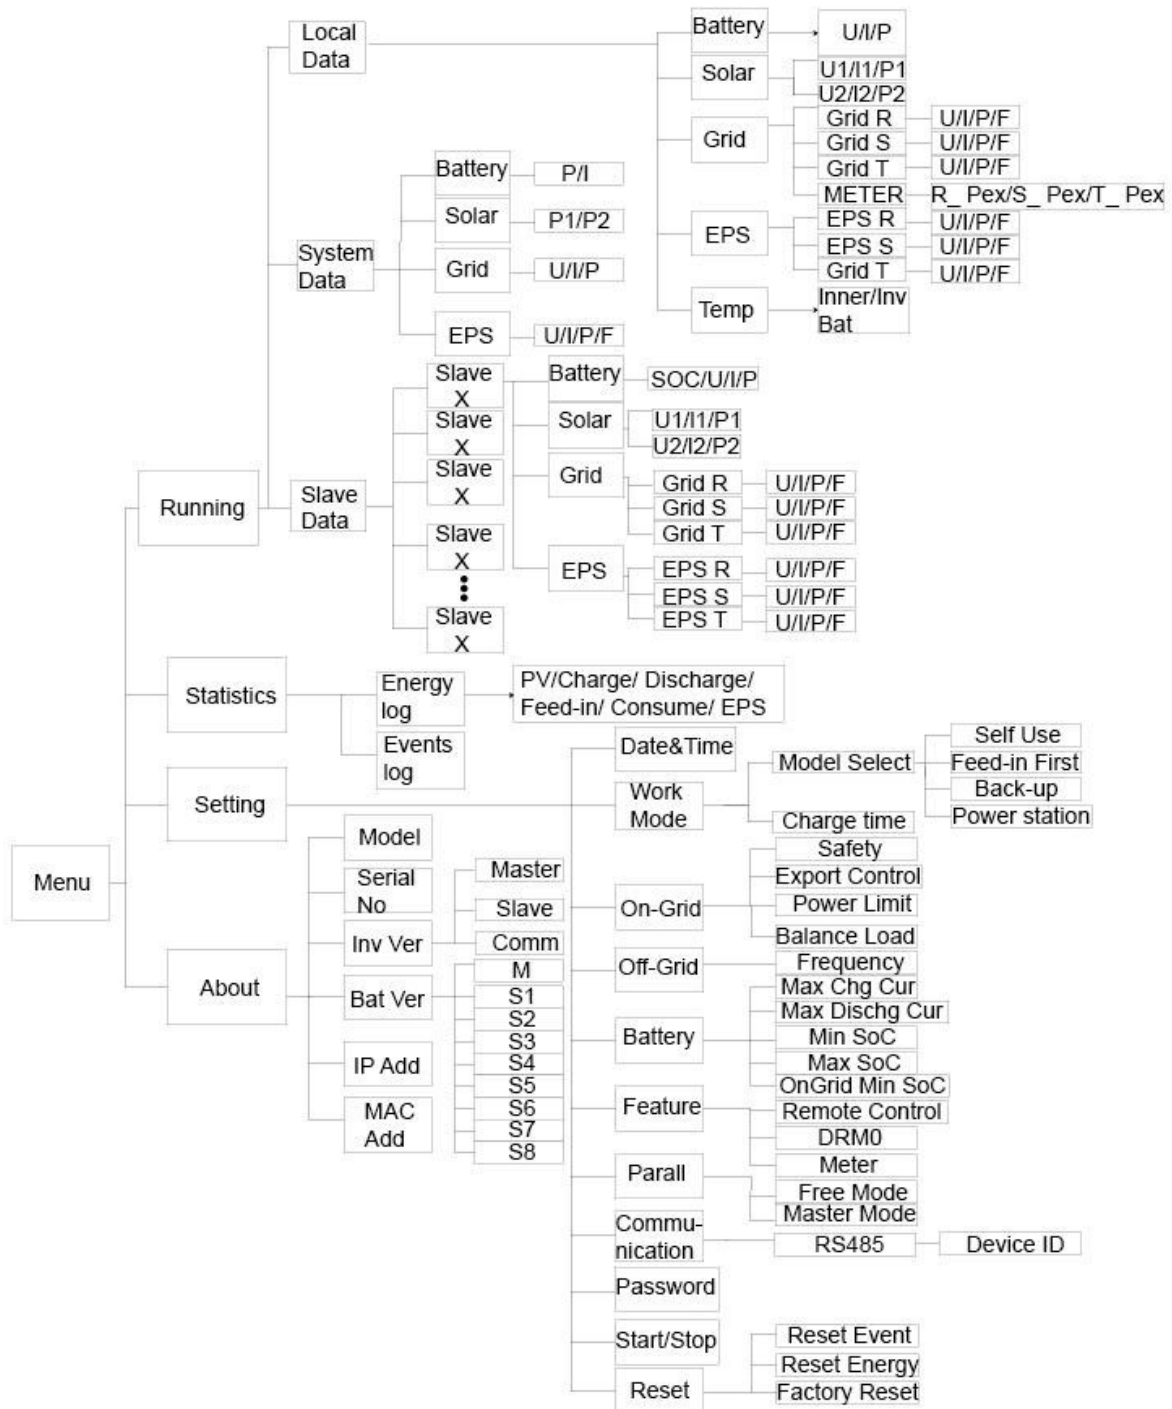 Menu
Running
Local
Data
Battery
U/I/P
Solar
U1/I1/P1
U2/I2/P2
Grid
Grid R
U/I/P/F
Grid S
U/I/P/F
Grid T
U/I/P/F
METER
R_ Pex/S_ Pex/T_ Pex
EPS
EPS R
U/I/P/F
EPS S
U/I/P/F
Grid T
U/I/P/F
Temp
Inner/Inv
Bat
System
Data
Battery
P/I
Solar
P1/P2
Grid
U/I/P
EPS
U/I/P/F
Slave
Data
Slave
X
Slave
X
Slave
X
Slave
X
Slave
X
Battery
SOC/U/I/P
Solar
U1/I1/P1
U2/I2/P2
Grid
Grid R
U/I/P/F
Grid S
U/I/P/F
Grid T
U/I/P/F
EPS
EPS R
U/I/P/F
EPS S
U/I/P/F
EPS T
U/I/P/F
Statistics
Energy
log
PV/Charge/ Discharge/
Feed-in/ Consume/ EPS
Events
log
Setting
Date&Time
Work
Mode
Model Select
Self Use
Feed-in First
Back-up
Power station
Charge time
On-Grid
Safety
Export Control
Power Limit
Balance Load
Off-Grid
Frequency
Battery
Max Chg Cur
Max Dischg Cur
Min SoC
Max SoC
OnGrid Min SoC
Feature
Remote Control
DRM0
Meter
Parall
Free Mode
Master Mode
Commu-
nication
RS485
Device ID
Password
Start/Stop
Reset
Reset Event
Reset Energy
Factory Reset
About
Model
Serial
No
Inv Ver
Master
Slave
Comm
Bat Ver
M
S1
S2
S3
S4
S5
S6
S7
S8
IP Add
MAC
Add